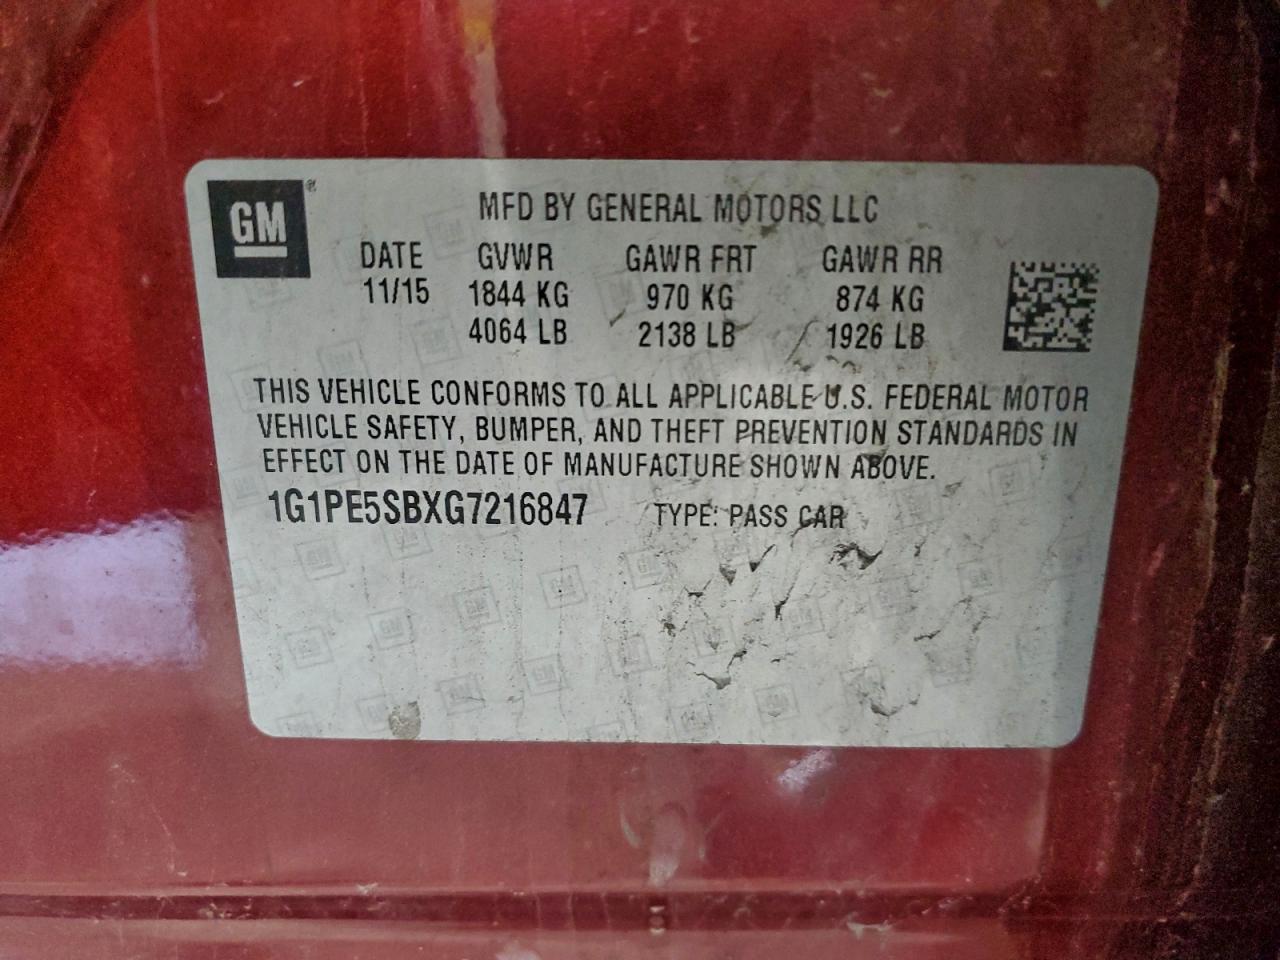 GM®
MFD BY GENERAL MOTORS LLC
DATE GVWR GAWR FRT GAWR RR
11/15 1844 KG 970 KG 874 KG
4064 LB 2138 LB 1926 LB
THIS VEHICLE CONFORMS TO ALL APPLICABLE U.S. FEDERAL MOTOR
VEHICLE SAFETY, BUMPER, AND THEFT PREVENTION STANDARDS IN
EFFECT ON THE DATE OF MANUFACTURE SHOWN ABOVE.
1G1PE5SBXG7216847 TYPE: PASS CAR